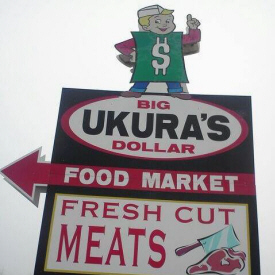 $
BIG
UKURA'S
DOLLAR
FOOD MARKET
FRESH CUT
MEATS